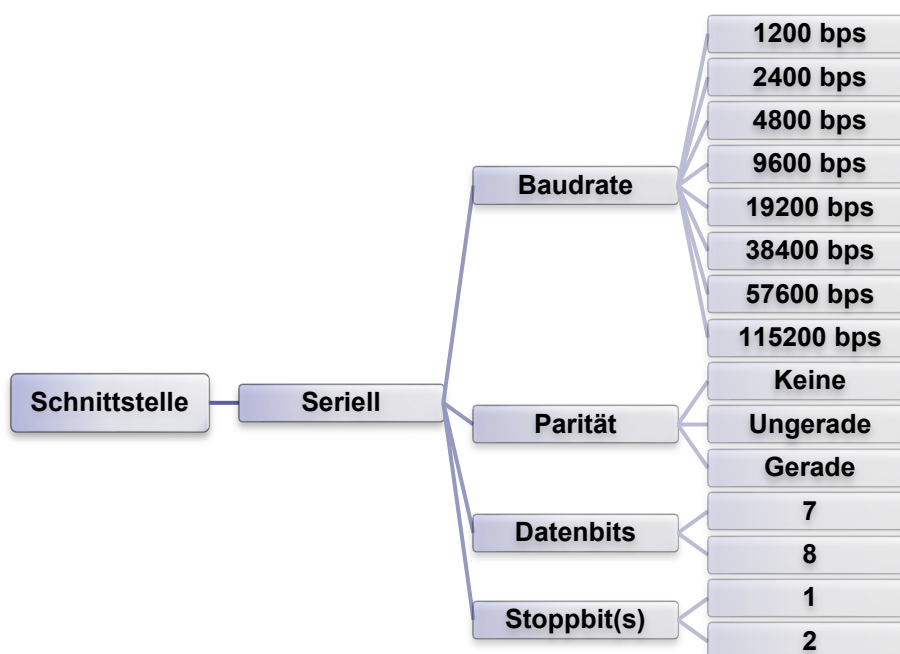 Schnittstelle
Seriell
Baudrate
1200 bps
2400 bps
4800 bps
9600 bps
19200 bps
38400 bps
57600 bps
115200 bps
Parität
Keine
Ungerade
Gerade
Datenbits
7
8
Stoppbit(s)
1
2